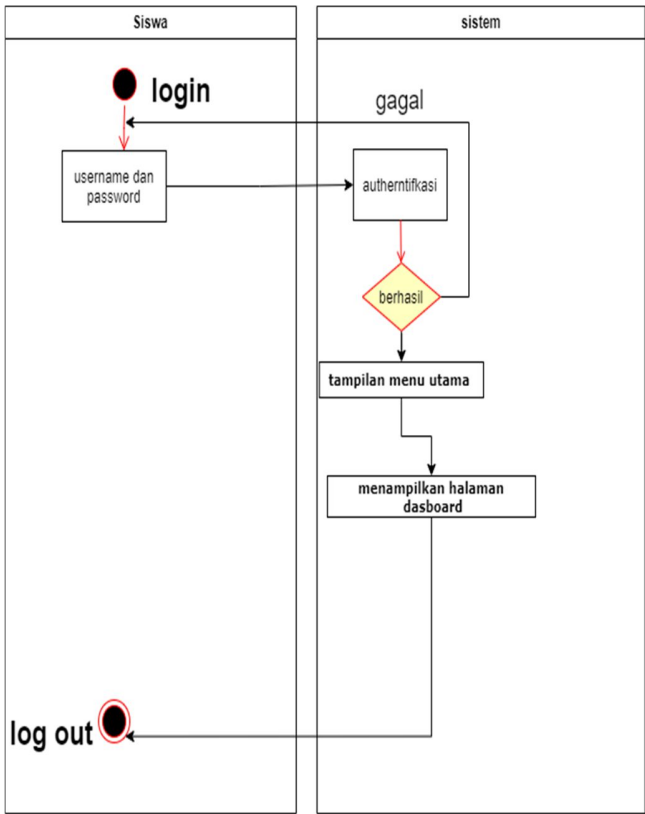 Siswa
sistem
login
gagal
username dan
password
autherntifkasi
berhasil
tampilan menu utama
menampilkan halaman
dasboard
log out